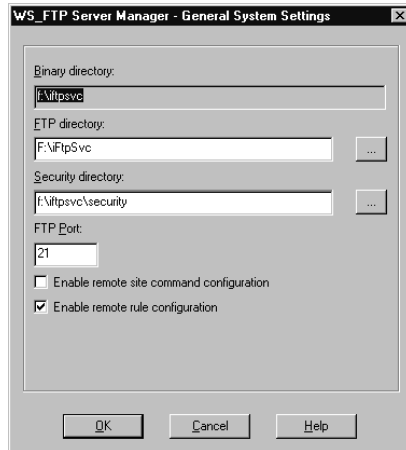 WS_FTP Server Manager - General System Settings
Binary directory:
f:\iftpsvc
FTP directory:
F:\iFtpSvc
...
Security directory:
f:\iftpsvc\security
...
FTP Port:
21
Enable remote site command configuration
Enable remote rule configuration
OK Cancel Help